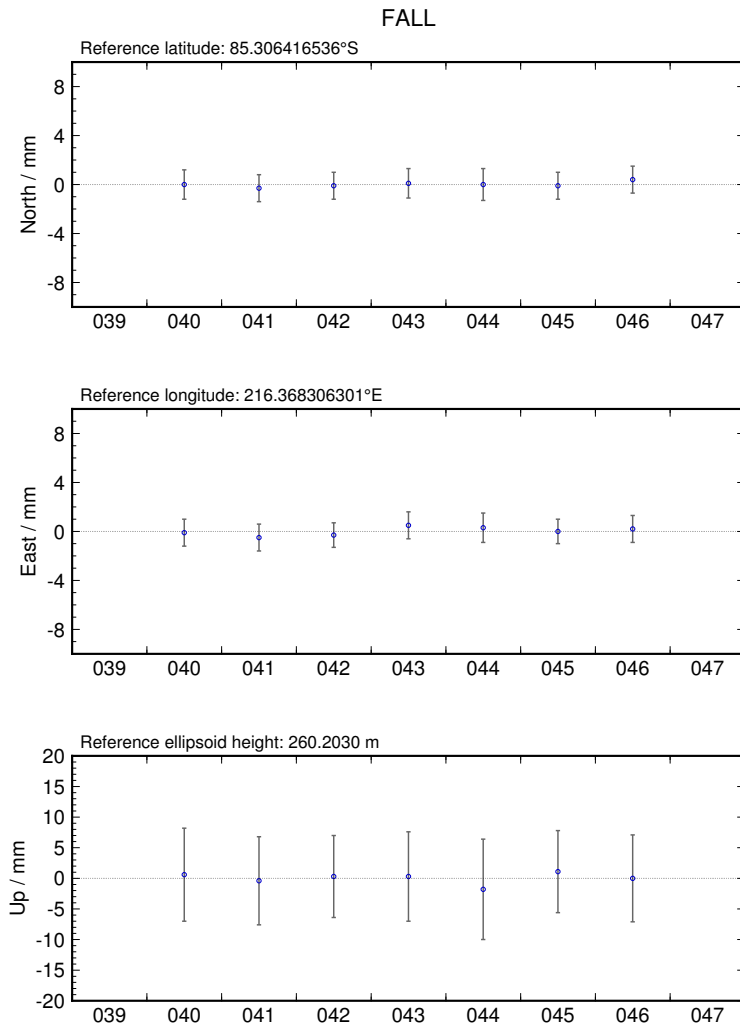 FALL
Reference latitude: 85.306416536°S
8
4
0
-4
-8
North / mm
039 040 041 042 043 044 045 046 047
Reference longitude: 216.368306301°E
8
4
0
-4
-8
East / mm
039 040 041 042 043 044 045 046 047
Reference ellipsoid height: 260.2030 m
20
15
10
5
0
-5
-10
-15
-20
Up / mm
039 040 041 042 043 044 045 046 047